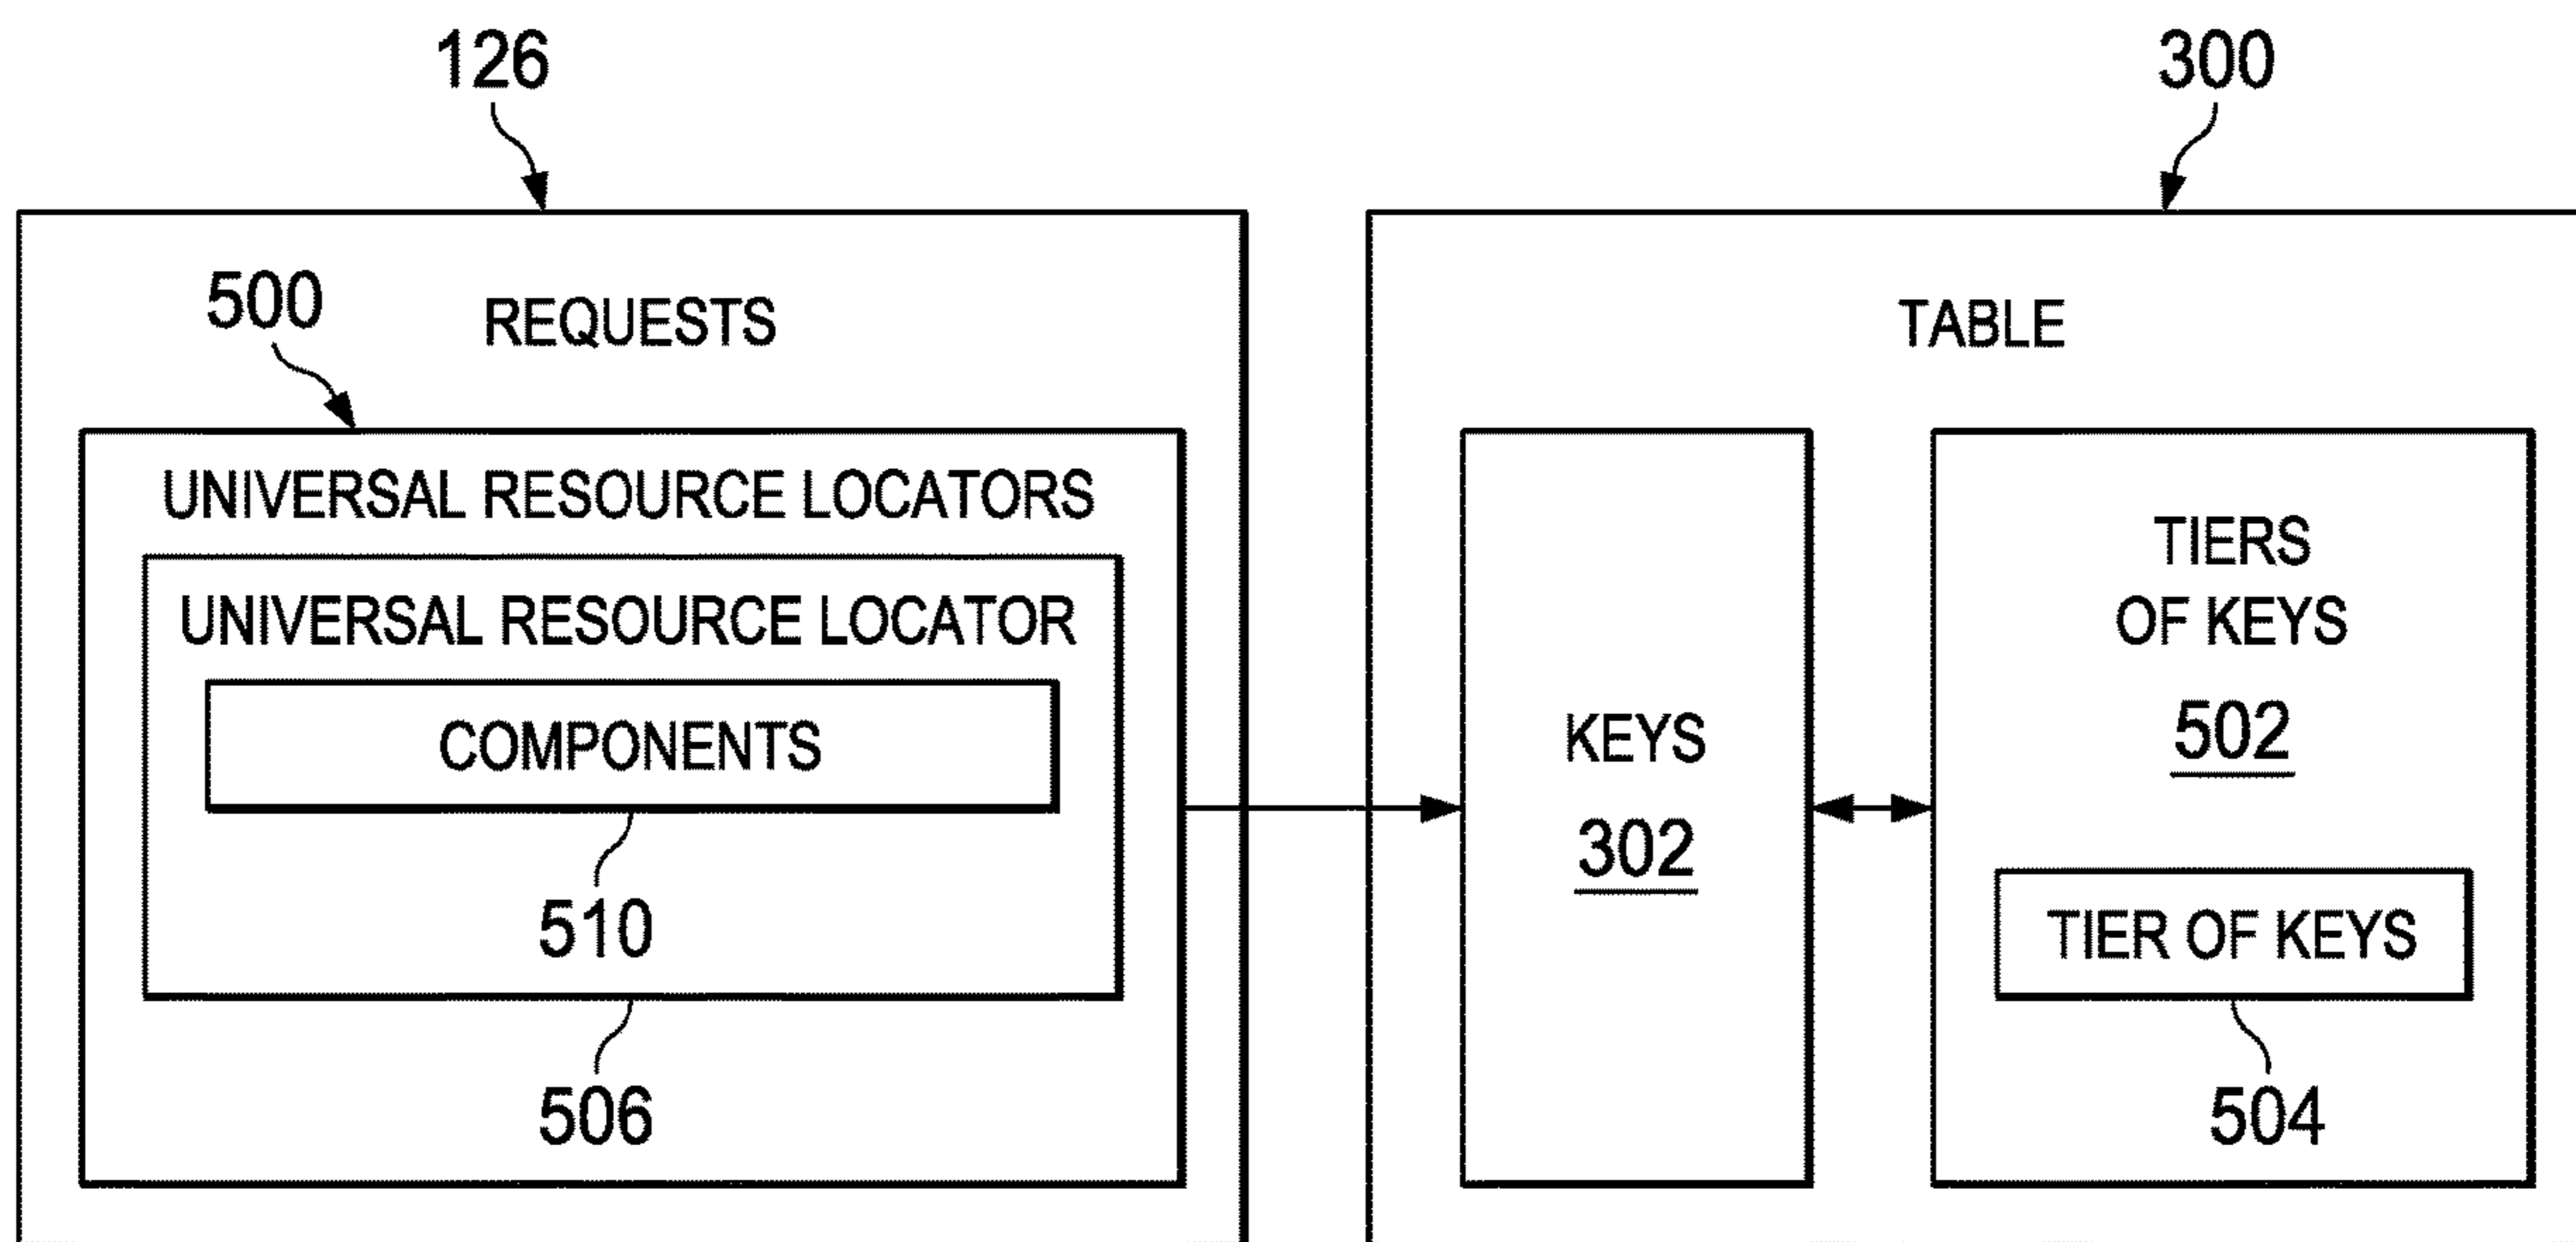 126
300
500
REQUESTS
TABLE
UNIVERSAL RESOURCE LOCATORS
UNIVERSAL RESOURCE LOCATOR
COMPONENTS
510
506
KEYS
302
TIERS
OF KEYS
502
TIER OF KEYS
504